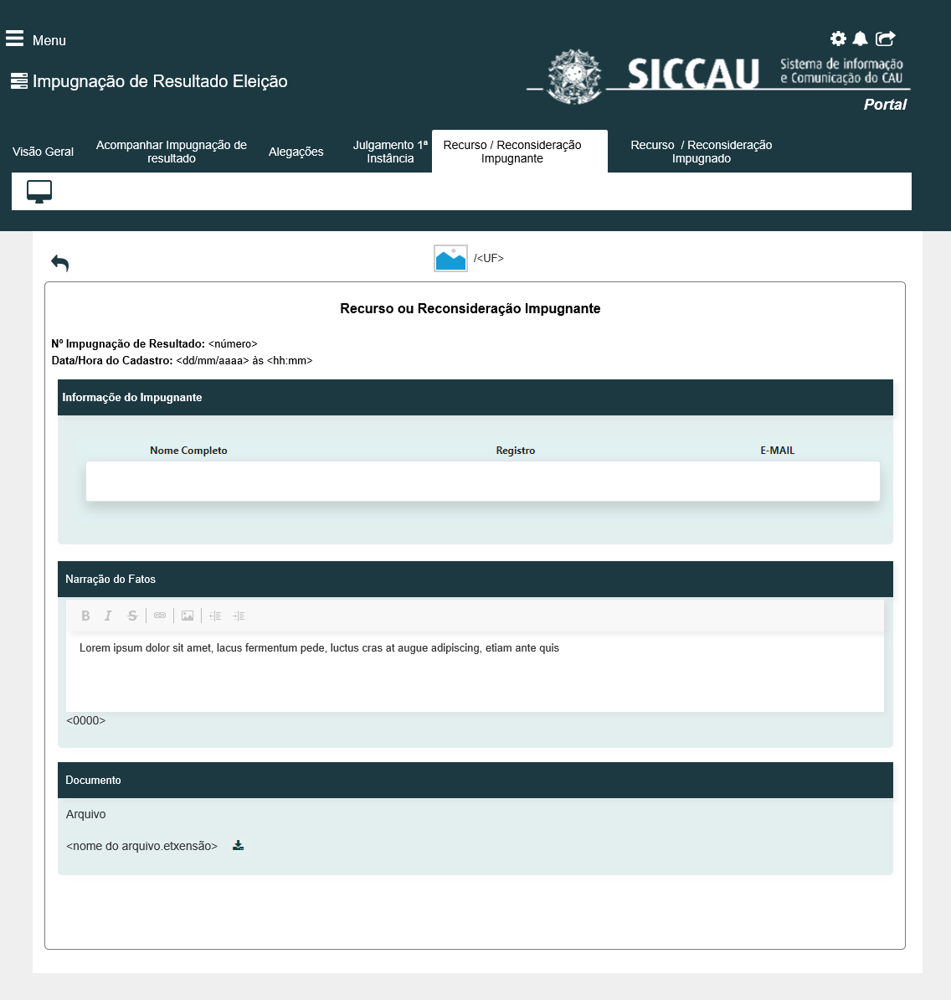 Menu
Impugnação de Resultado Eleição
SICCAU
Sistema de informação
e Comunicação do CAU
Portal
Visão Geral
Acompanhar Impugnação de
resultado
Alegações
Julgamento 1ª
Instância
Recurso / Reconsideração
Impugnante
Recurso  / Reconsideração
Impugnado
/<UF>
Recurso ou Reconsideração Impugnante
Nº Impugnação de Resultado: <número>
Data/Hora do Cadastro: <dd/mm/aaaa> às <hh:mm>
Informaçõe do Impugnante
Nome Completo Registro E-MAIL
Narração do Fatos
B I S
Lorem ipsum dolor sit amet, lacus fermentum pede, luctus cras at augue adipiscing, etiam ante quis
<0000>
Documento
Arquivo
<nome do arquivo.etxensão>